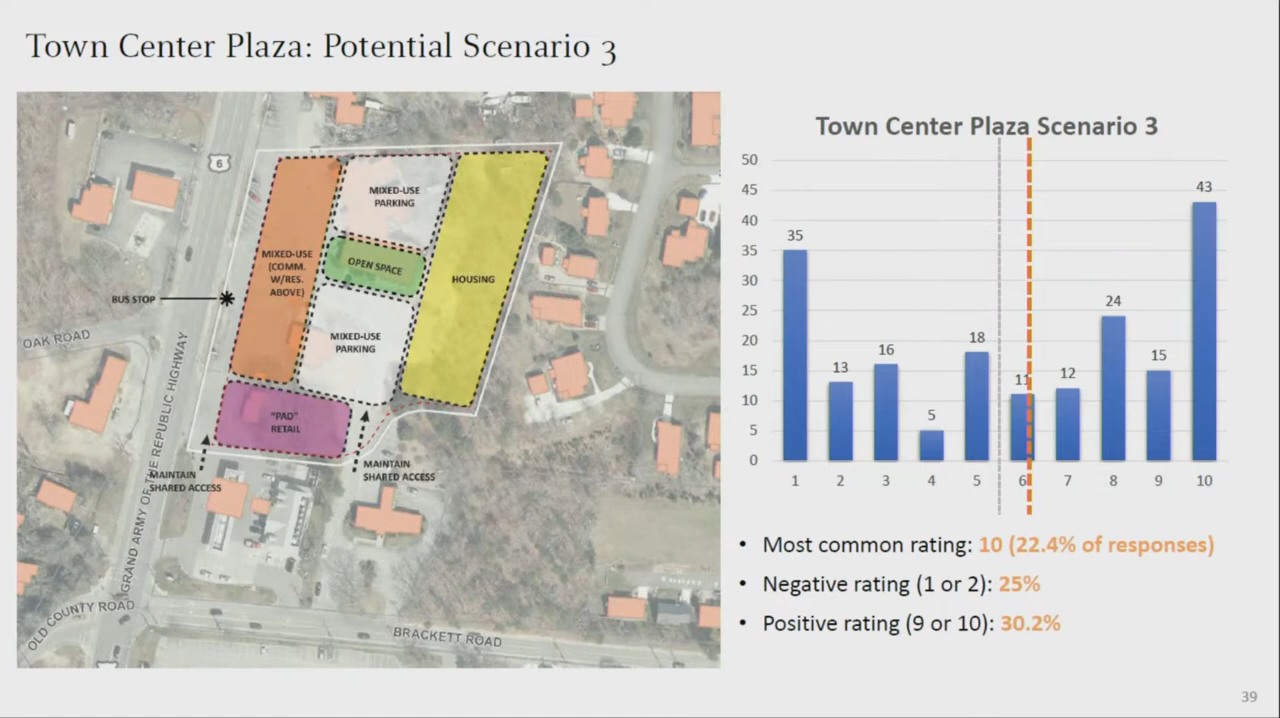 Town Center Plaza: Potential Scenario 3
6
MIXED-USE
PARKING
MIXED-USE
(COMM.
W/RES.
ABOVE)
OPEN SPACE
HOUSING
BUS STOP
MIXED-USE
PARKING
OAK ROAD
"PAD"
RETAIL
MAINTAIN
SHARED ACCESS
MAINTAIN
SHARED ACCESS
GRAND ARMY OF THE REPUBLIC HIGHWAY
OLD COUNTY ROAD
BRACKETT ROAD
Town Center Plaza Scenario 3
50
45
40
35
30
25
20
15
10
5
0
35
13
16
5
18
11
12
24
15
43
1 2 3 4 5 6 7 8 9 10
• Most common rating: 10 (22.4% of responses)
• Negative rating (1 or 2): 25%
• Positive rating (9 or 10): 30.2%
39